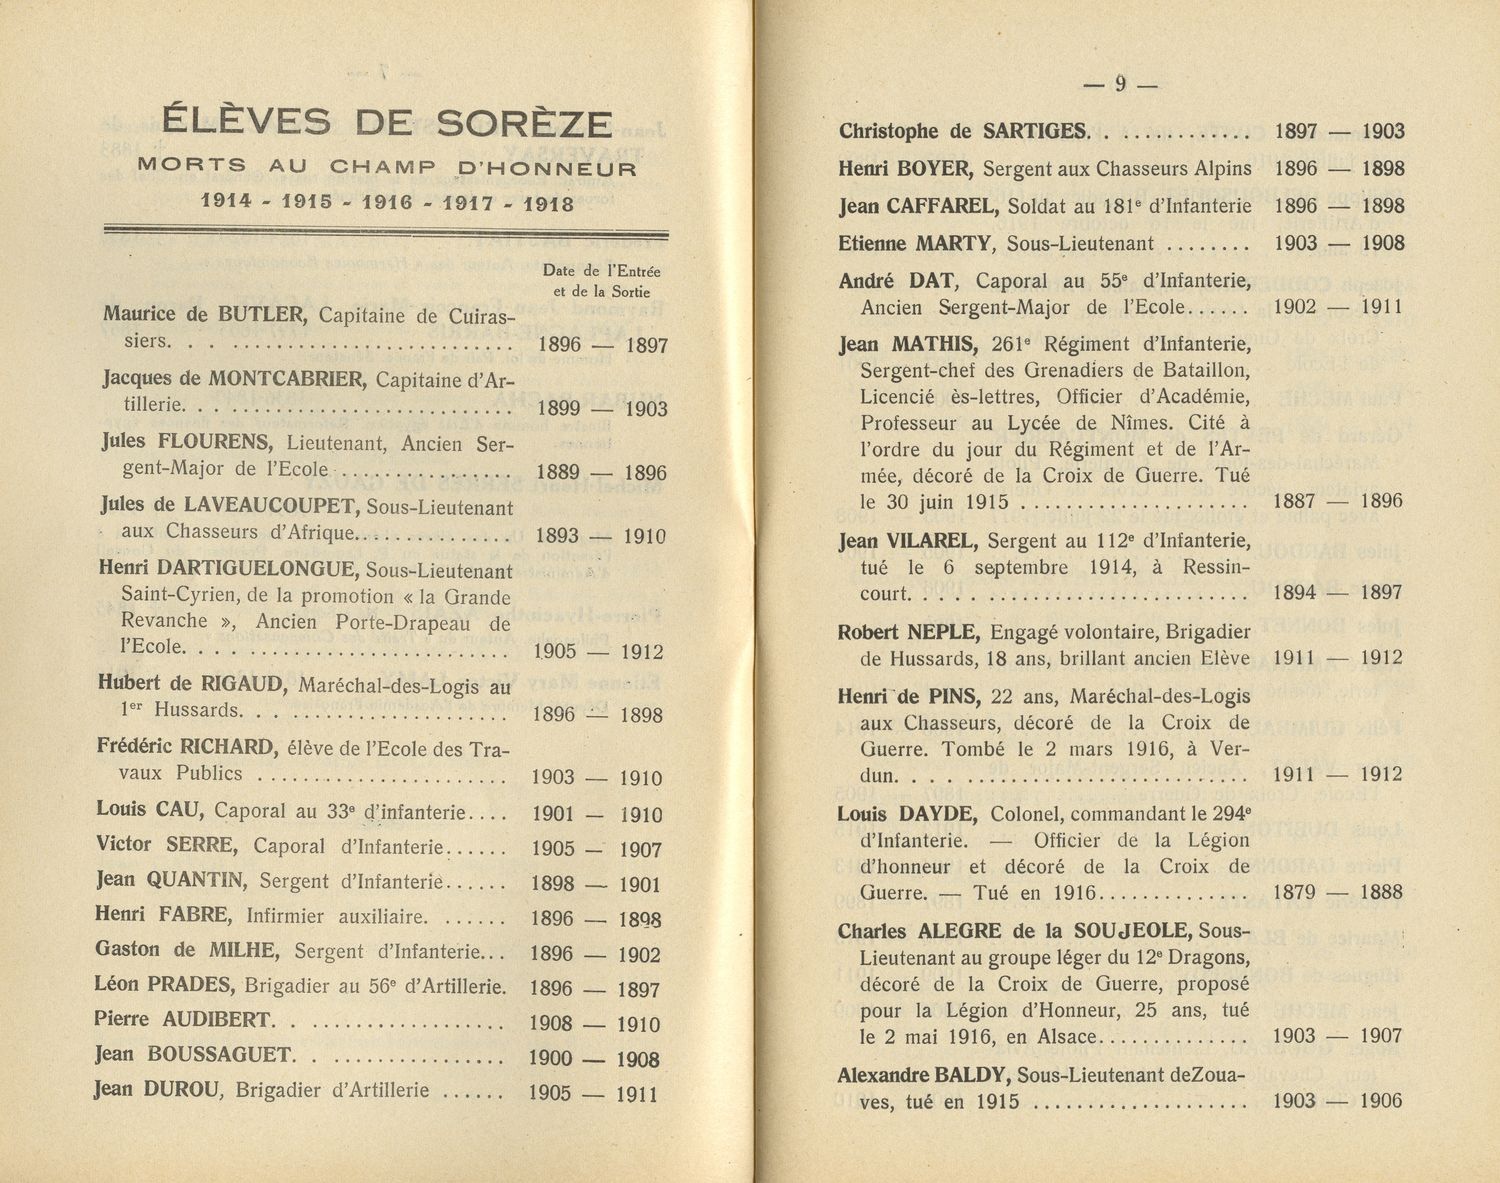 ÉLÈVES DE SORÈZE
MORTS AU CHAMP D'HONNEUR
1914 - 1915 - 1916 - 1917 - 1918
Date de l'Entrée
et de la Sortie
Maurice de BUTLER, Capitaine de Cuiras-
siers. . . . . . . . . . . . . . . . . . . . . . . . . . 1896 — 1897
Jacques de MONTCABRIER, Capitaine d'Ar-
tillerie. . . . . . . . . . . . . . . . . . . . . . . . . 1899 — 1903
Jules FLOURENS, Lieutenant, Ancien Ser-
gent-Major de l'Ecole . . . . . . . . . . . . . . . . 1889 — 1896
Jules de LAVEAUCOUPET, Sous-Lieutenant
aux Chasseurs d'Afrique. . . . . . . . . . . . . . 1893 — 1910
Henri DARTIGUELONGUE, Sous-Lieutenant
Saint-Cyrien, de la promotion « la Grande
Revanche », Ancien Porte-Drapeau de
l'Ecole. . . . . . . . . . . . . . . . . . . . . . . . . 1905 — 1912
Hubert de RIGAUD, Maréchal-des-Logis au
1er Hussards. . . . . . . . . . . . . . . . . . . . . 1896 — 1898
Frédéric RICHARD, élève de l'Ecole des Tra-
vaux Publics . . . . . . . . . . . . . . . . . . . . . 1903 — 1910
Louis CAU, Caporal au 33e d'infanterie. . . . 1901 — 1910
Victor SERRE, Caporal d'Infanterie. . . . . . 1905 — 1907
Jean QUANTIN, Sergent d'Infanterie. . . . . . 1898 — 1901
Henri FABRE, Infirmier auxiliaire. . . . . . . 1896 — 1898
Gaston de MILHE, Sergent d'Infanterie. . . 1896 — 1902
Léon PRADES, Brigadier au 56e d'Artillerie. 1896 — 1897
Pierre AUDIBERT. . . . . . . . . . . . . . . . . . . 1908 — 1910
Jean BOUSSAGUET. . . . . . . . . . . . . . . . . . 1900 — 1908
Jean DUROU, Brigadier d'Artillerie . . . . . . 1905 — 1911
— 9 —
Christophe de SARTIGES. . . . . . . . . . . . . . 1897 — 1903
Henri BOYER, Sergent aux Chasseurs Alpins 1896 — 1898
Jean CAFFAREL, Soldat au 181e d'Infanterie 1896 — 1898
Etienne MARTY, Sous-Lieutenant . . . . . . . . 1903 — 1908
André DAT, Caporal au 55e d'Infanterie,
Ancien Sergent-Major de l'Ecole. . . . . . 1902 — 1911
Jean MATHIS, 261e Régiment d'Infanterie,
Sergent-chef des Grenadiers de Bataillon,
Licencié ès-lettres, Officier d'Académie,
Professeur au Lycée de Nîmes. Cité à
l'ordre du jour du Régiment et de l'Ar-
mée, décoré de la Croix de Guerre. Tué
le 30 juin 1915 . . . . . . . . . . . . . . . . . . . 1887 — 1896
Jean VILAREL, Sergent au 112e d'Infanterie,
tué le 6 septembre 1914, à Ressin-
court. . . . . . . . . . . . . . . . . . . . . . . . . . 1894 — 1897
Robert NEPLE, Engagé volontaire, Brigadier
de Hussards, 18 ans, brillant ancien Elève 1911 — 1912
Henri de PINS, 22 ans, Maréchal-des-Logis
aux Chasseurs, décoré de la Croix de
Guerre. Tombé le 2 mars 1916, à Ver-
dun. . . . . . . . . . . . . . . . . . . . . . . . . . . 1911 — 1912
Louis DAYDE, Colonel, commandant le 294e
d'Infanterie. — Officier de la Légion
d'honneur et décoré de la Croix de
Guerre. — Tué en 1916. . . . . . . . . . . . . . 1879 — 1888
Charles ALEGRE de la SOUJEOLE, Sous-
Lieutenant au groupe léger du 12e Dragons,
décoré de la Croix de Guerre, proposé
pour la Légion d'Honneur, 25 ans, tué
le 2 mai 1916, en Alsace. . . . . . . . . . . . . . 1903 — 1907
Alexandre BALDY, Sous-Lieutenant deZoua-
ves, tué en 1915 . . . . . . . . . . . . . . . . . . . 1903 — 1906